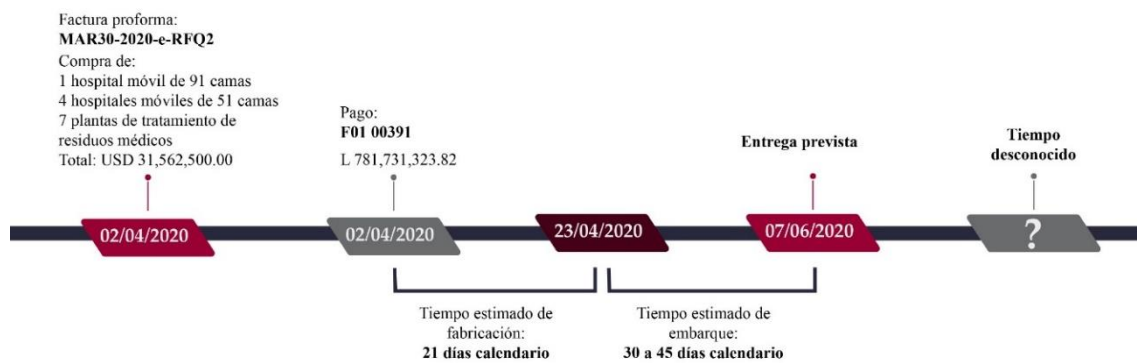 Factura proforma:
MAR30-2020-e-RFQ2
Compra de:
1 hospital móvil de 91 camas
4 hospitales móviles de 51 camas
7 plantas de tratamiento de
residuos médicos
Total: USD 31,562,500.00
Pago:
F01 00391
L 781,731,323.82
Entrega prevista
Tiempo
desconocido
02/04/2020
02/04/2020
23/04/2020
07/06/2020
?
Tiempo estimado de
fabricación:
21 días calendario
Tiempo estimado de
embarque:
30 a 45 días calendario